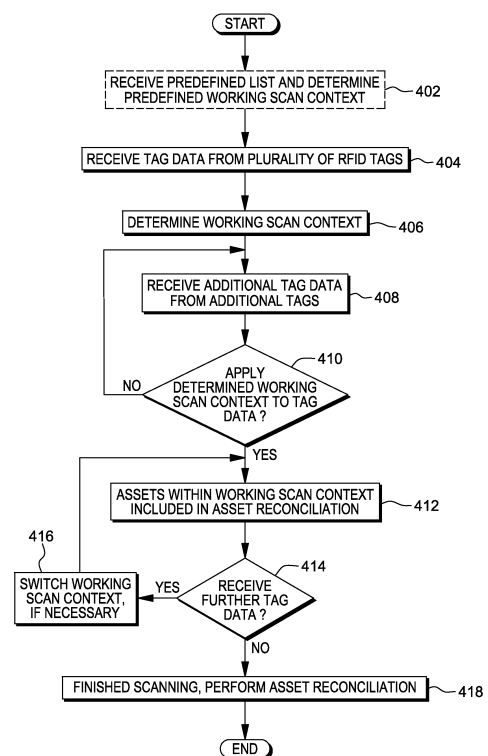 START
RECEIVE PREDEFINED LIST AND DETERMINE
PREDEFINED WORKING SCAN CONTEXT
402
RECEIVE TAG DATA FROM PLURALITY OF RFID TAGS
404
DETERMINE WORKING SCAN CONTEXT
406
RECEIVE ADDITIONAL TAG DATA
FROM ADDITIONAL TAGS
408
410
APPLY
DETERMINED WORKING
SCAN CONTEXT TO TAG
DATA ?
NO
YES
ASSETS WITHIN WORKING SCAN CONTEXT
INCLUDED IN ASSET RECONCILIATION
412
416
SWITCH WORKING
SCAN CONTEXT,
IF NECESSARY
YES
414
RECEIVE
FURTHER TAG
DATA ?
NO
FINISHED SCANNING, PERFORM ASSET RECONCILIATION
418
END